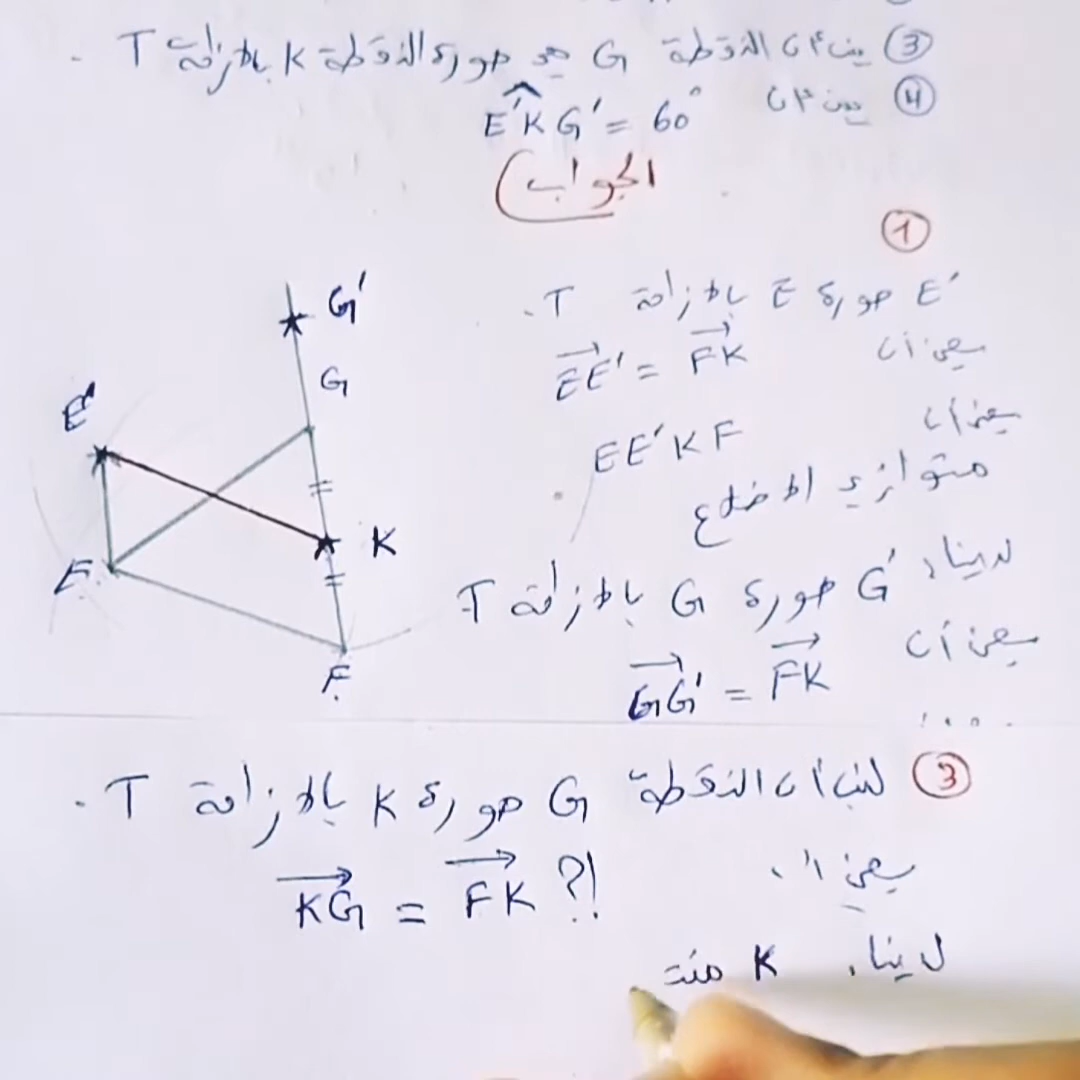 ③ بين أن النقطة G هو صورة النقطة K بالإزاحة T .
④ بين أن
E'K̂G' = 60°
الجواب
①
E' صورة E بالإزاحة T .
يعني أن
EE' = FK
يعني أن
EE'KF
متوازي الأضلاع
لدينا، G' صورة G بالإزاحة T .
يعني أن
GG' = FK
....
G'
G
E'
K
E
F
③ لنبين أن النقطة G صورة K بالإزاحة T .
يعني أن
KG = FK ?!
لدينا، K منت